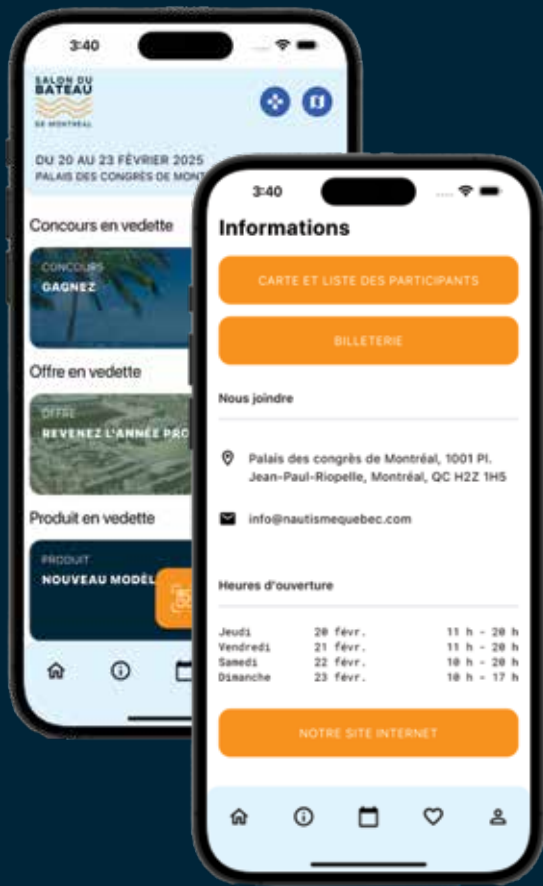 3:40
SALON DU
BATEAU
DE MONTRÉAL
DU 20 AU 23 FÉVRIER 2025
PALAIS DES CONGRÈS DE MONT
Concours en vedette
CONCOURS
GAGNEZ
Offre en vedette
OFFRE
REVENEZ L'ANNÉE PRO
Produit en vedette
PRODUIT
NOUVEAU MODÈL
3:40
Informations
CARTE ET LISTE DES PARTICIPANTS
BILLETERIE
Nous joindre
Palais des congrès de Montréal, 1001 Pl.
Jean-Paul-Riopelle, Montréal, QC H2Z 1H5
info@nautismequebec.com
Heures d'ouverture
Jeudi 20 févr. 11 h - 20 h
Vendredi 21 févr. 11 h - 20 h
Samedi 22 févr. 10 h - 20 h
Dimanche 23 févr. 10 h - 17 h
NOTRE SITE INTERNET